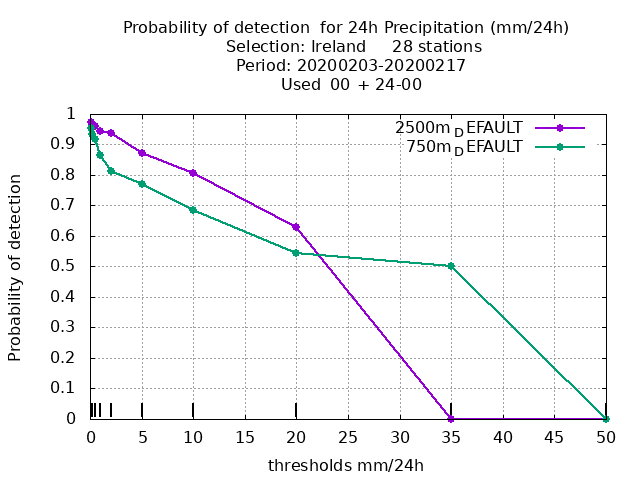 Probability of detection  for 24h Precipitation (mm/24h)
Selection: Ireland     28 stations
Period: 20200203-20200217
Used  00 + 24-00
2500mDEFAULT
750mDEFAULT
Probability of detection
1
0.9
0.8
0.7
0.6
0.5
0.4
0.3
0.2
0.1
0
0 5 10 15 20 25 30 35 40 45 50
thresholds mm/24h